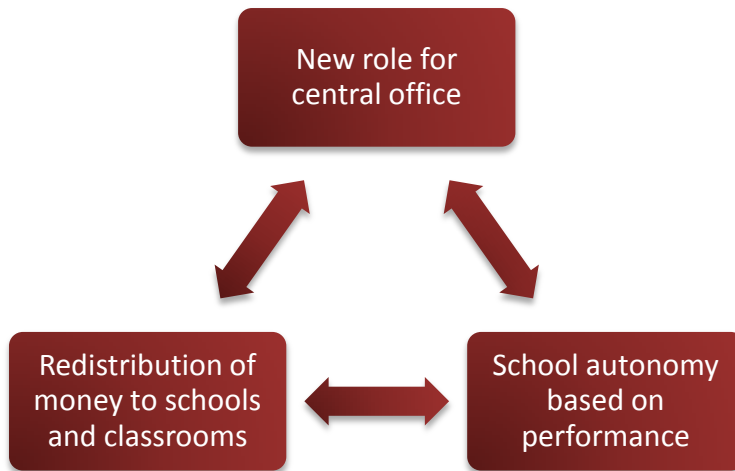 New role for
central office
Redistribution of
money to schools
and classrooms
School autonomy
based on
performance